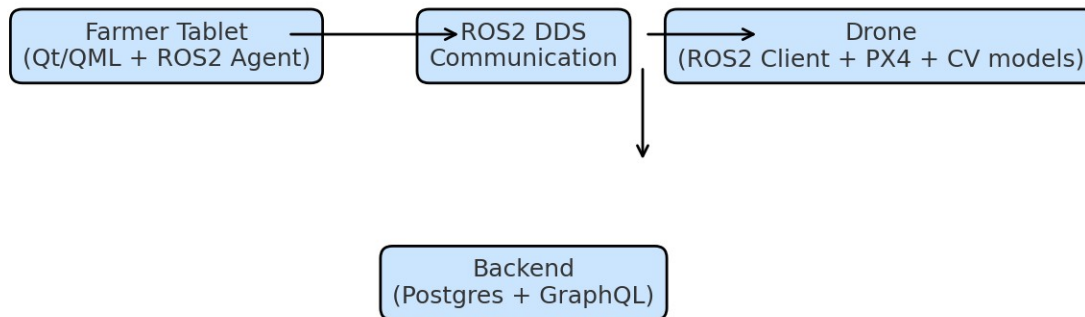 Farmer Tablet
(Qt/QML + ROS2 Agent)
ROS2 DDS
Communication
Drone
(ROS2 Client + PX4 + CV models)
Backend
(Postgres + GraphQL)